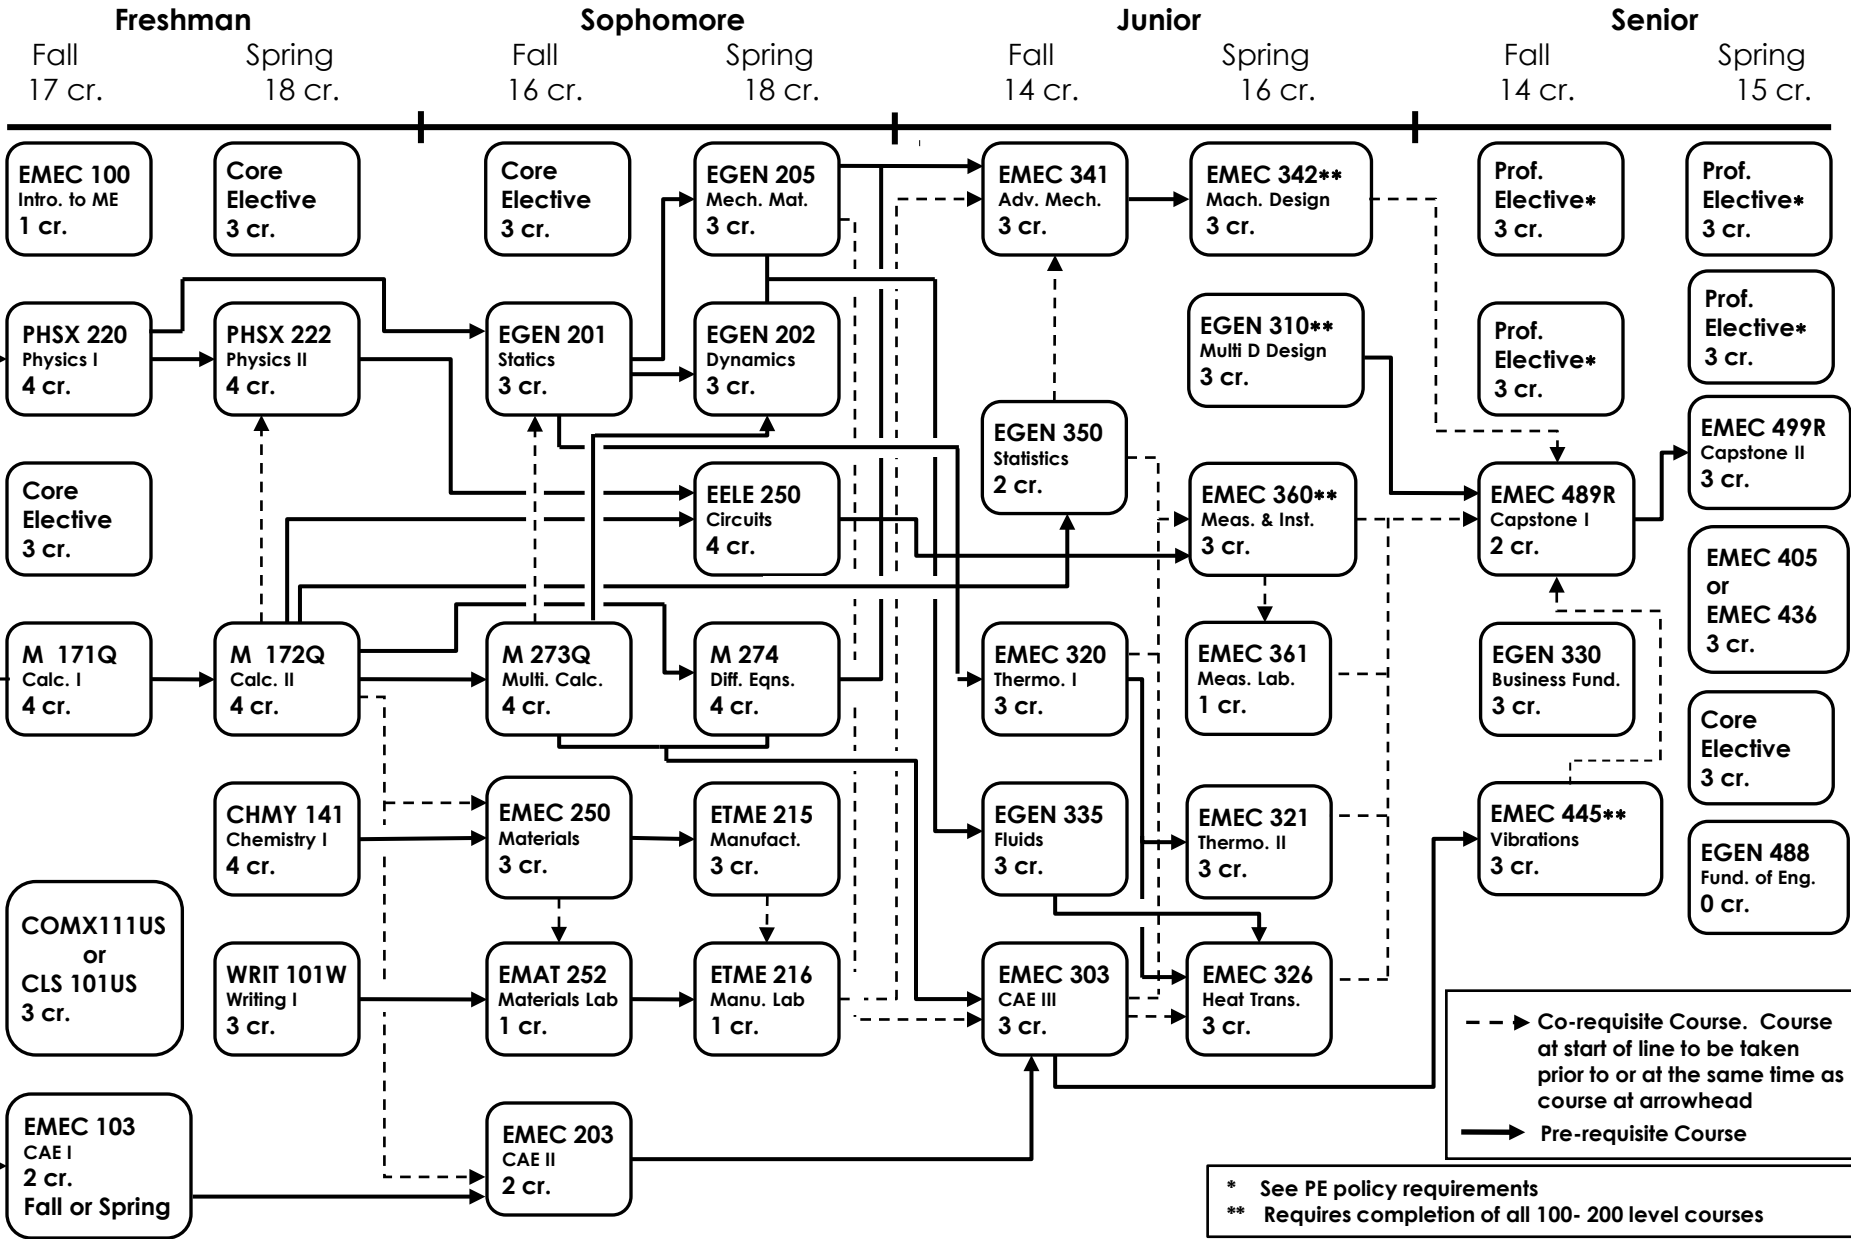 Freshman
Sophomore
Junior
Senior
Fall
17 cr.
Spring
18 cr.
Fall
16 cr.
Spring
18 cr.
Fall
14 cr.
Spring
16 cr.
Fall
14 cr.
Spring
15 cr.
EMEC 100
Intro. to ME
1 cr.
PHSX 220
Physics I
4 cr.
Core
Elective
3 cr.
M 171Q
Calc. I
4 cr.
COMX111US
or
CLS 101US
3 cr.
EMEC 103
CAE I
2 cr.
Fall or Spring
Core
Elective
3 cr.
PHSX 222
Physics II
4 cr.
M 172Q
Calc. II
4 cr.
CHMY 141
Chemistry I
4 cr.
WRIT 101W
Writing I
3 cr.
Core
Elective
3 cr.
EGEN 201
Statics
3 cr.
M 273Q
Multi. Calc.
4 cr.
EMEC 250
Materials
3 cr.
EMAT 252
Materials Lab
1 cr.
EMEC 203
CAE II
2 cr.
EGEN 205
Mech. Mat.
3 cr.
EGEN 202
Dynamics
3 cr.
EELE 250
Circuits
4 cr.
M 274
Diff. Eqns.
4 cr.
ETME 215
Manufact.
3 cr.
ETME 216
Manu. Lab
1 cr.
EMEC 341
Adv. Mech.
3 cr.
EGEN 350
Statistics
2 cr.
EMEC 320
Thermo. I
3 cr.
EGEN 335
Fluids
3 cr.
EMEC 303
CAE III
3 cr.
EMEC 342**
Mach. Design
3 cr.
EGEN 310**
Multi D Design
3 cr.
EMEC 360**
Meas. & Inst.
3 cr.
EMEC 361
Meas. Lab.
1 cr.
EMEC 321
Thermo. II
3 cr.
EMEC 326
Heat Trans.
3 cr.
Prof.
Elective*
3 cr.
Prof.
Elective*
3 cr.
EMEC 489R
Capstone I
2 cr.
EGEN 330
Business Fund.
3 cr.
EMEC 445**
Vibrations
3 cr.
Prof.
Elective*
3 cr.
Prof.
Elective*
3 cr.
EMEC 499R
Capstone II
3 cr.
EMEC 405
or
EMEC 436
3 cr.
Core
Elective
3 cr.
EGEN 488
Fund. of Eng.
0 cr.
Co-requisite Course. Course
at start of line to be taken
prior to or at the same time as
course at arrowhead
Pre-requisite Course
* See PE policy requirements
** Requires completion of all 100- 200 level courses